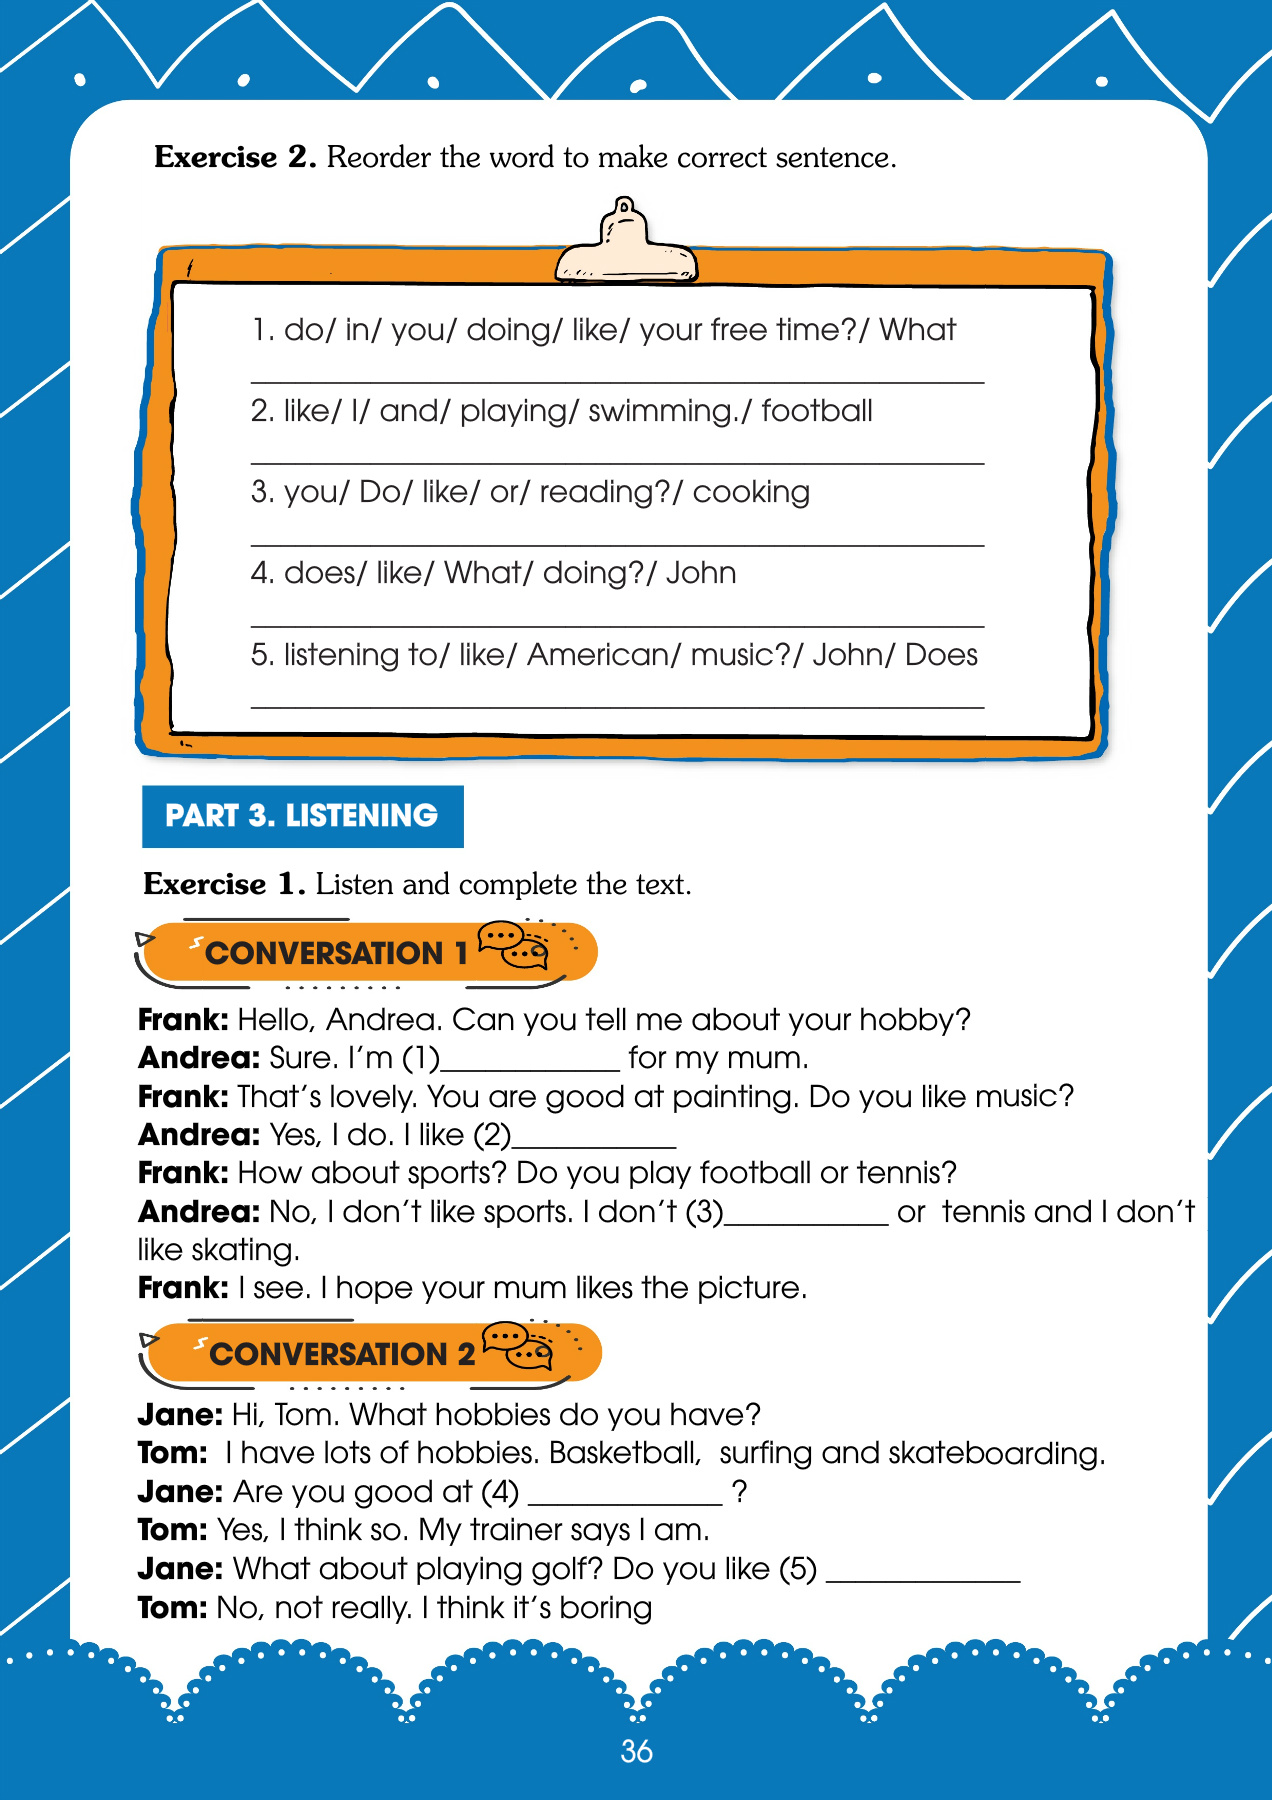 Exercise 2. Reorder the word to make correct sentence.
1. do/ in/ you/ doing/ like/ your free time?/ What
2. like/ I/ and/ playing/ swimming./ football
3. you/ Do/ like/ or/ reading?/ cooking
4. does/ like/ What/ doing?/ John
5. listening to/ like/ American/ music?/ John/ Does
PART 3. LISTENING
Exercise 1. Listen and complete the text.
CONVERSATION 1
Frank: Hello, Andrea. Can you tell me about your hobby?
Andrea: Sure. I'm (1)___________ for my mum.
Frank: That's lovely. You are good at painting. Do you like music?
Andrea: Yes, I do. I like (2)__________
Frank: How about sports? Do you play football or tennis?
Andrea: No, I don't like sports. I don't (3)__________ or tennis and I don't
like skating.
Frank: I see. I hope your mum likes the picture.
CONVERSATION 2
Jane: Hi, Tom. What hobbies do you have?
Tom: I have lots of hobbies. Basketball, surfing and skateboarding.
Jane: Are you good at (4) ____________ ?
Tom: Yes, I think so. My trainer says I am.
Jane: What about playing golf? Do you like (5) ____________
Tom: No, not really. I think it's boring
36